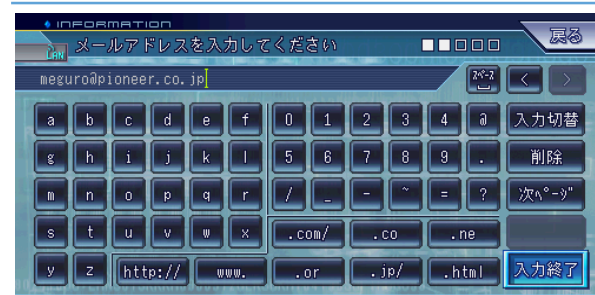 INFORMATION
LAN メールアドレスを入力してください 戻る
meguro@pioneer.co.jp スペース < >
a b c d e f 0 1 2 3 4 @ 入力切替
g h i j k l 5 6 7 8 9 . 削除
m n o p q r / _ - ~ = ? 次ページ
s t u v w x .com/ .co .ne
y z http:// www. .or .jp/ .html 入力終了